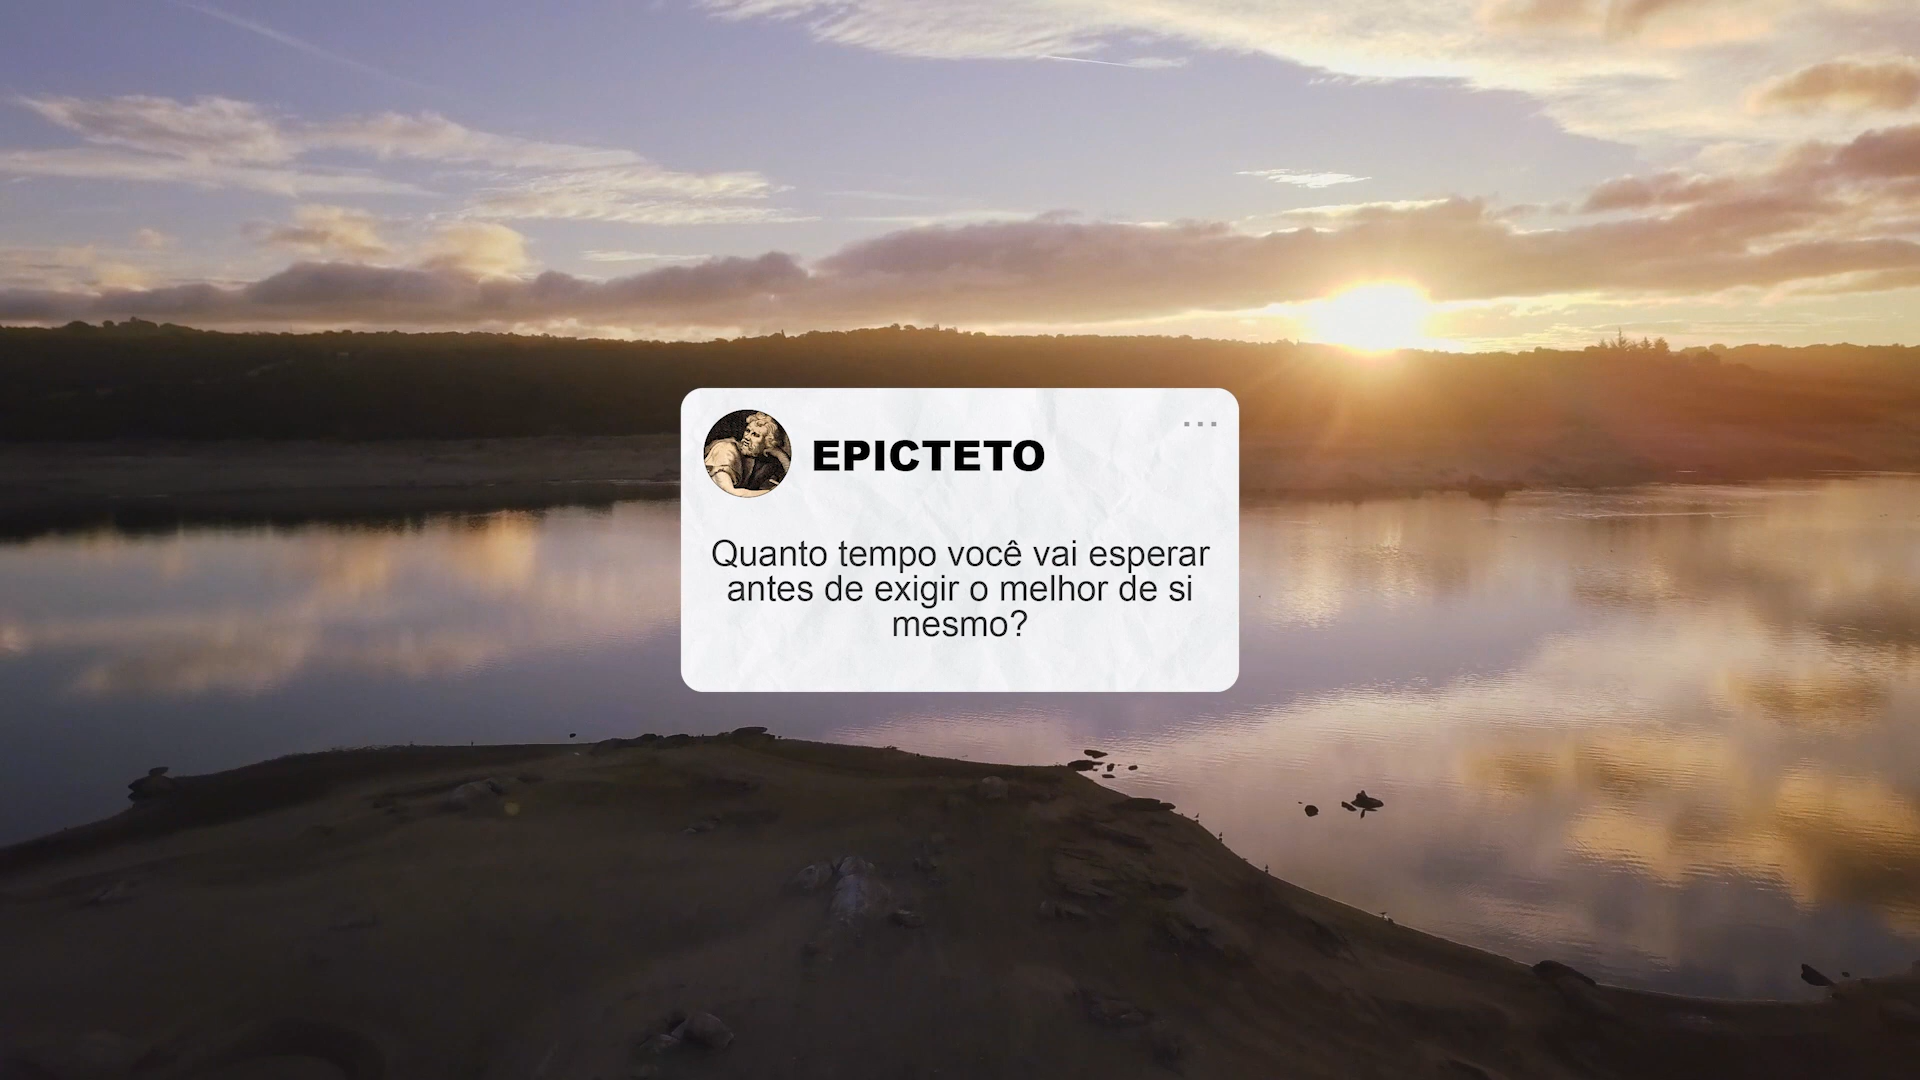 EPICTETO
Quanto tempo você vai esperar
antes de exigir o melhor de si
mesmo?